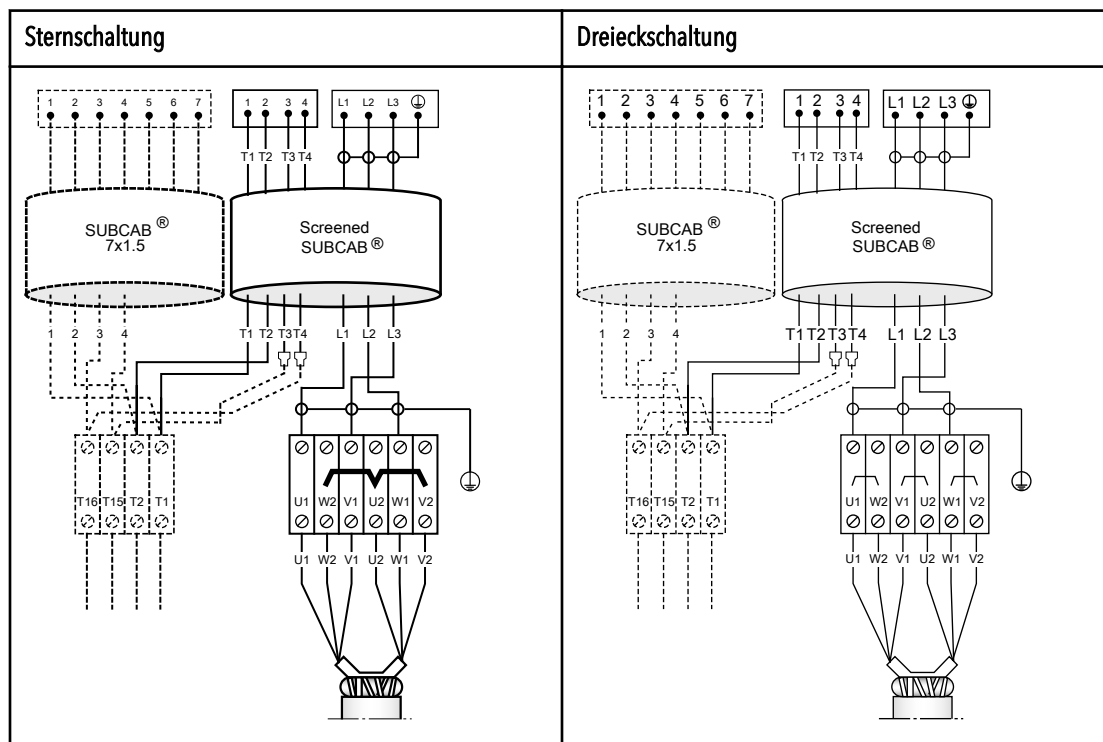 Sternschaltung
1 2 3 4 5 6 7
1 2 3 4
L1 L2 L3
T1 T2 T3 T4
SUBCAB ®
7x1.5
Screened
SUBCAB ®
1 2 3 4
T1 T2 T3 T4 L1 L2 L3
T16 T15 T2 T1
U1 W2 V1 U2 W1 V2
U1 W2 V1 U2 W1 V2
Dreieckschaltung
1 2 3 4 5 6 7
1 2 3 4
L1 L2 L3
T1 T2 T3 T4
SUBCAB ®
7x1.5
Screened
SUBCAB ®
1 2 3 4
T1 T2 T3 T4 L1 L2 L3
T16 T15 T2 T1
U1 W2 V1 U2 W1 V2
U1 W2 V1 U2 W1 V2